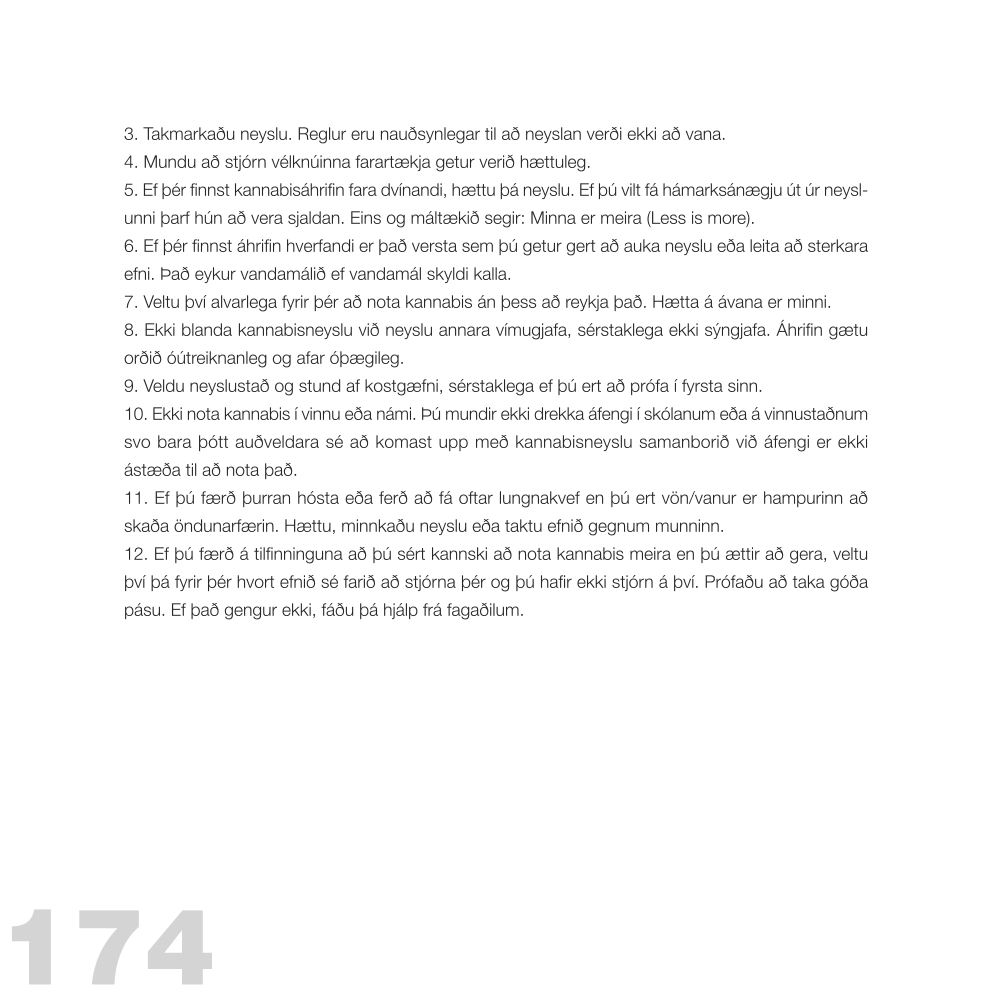 3. Takmarkaðu neyslu. Reglur eru nauðsynlegar til að neyslan verði ekki að vana.
4. Mundu að stjórn vélknúinna farartækja getur verið hættuleg.
5. Ef þér finnst kannabisáhrifin fara dvínandi, hættu þá neyslu. Ef þú vilt fá hámarksánægju út úr neysl-
unni þarf hún að vera sjaldan. Eins og máltækið segir: Minna er meira (Less is more).
6. Ef þér finnst áhrifin hverfandi er það versta sem þú getur gert að auka neyslu eða leita að sterkara
efni. Það eykur vandamálið ef vandamál skyldi kalla.
7. Veltu því alvarlega fyrir þér að nota kannabis án þess að reykja það. Hætta á ávana er minni.
8. Ekki blanda kannabisneyslu við neyslu annara vímugjafa, sérstaklega ekki sýngjafa. Áhrifin gætu
orðið óútreiknanleg og afar óþægileg.
9. Veldu neyslustað og stund af kostgæfni, sérstaklega ef þú ert að prófa í fyrsta sinn.
10. Ekki nota kannabis í vinnu eða námi. Þú mundir ekki drekka áfengi í skólanum eða á vinnustaðnum
svo bara þótt auðveldara sé að komast upp með kannabisneyslu samanborið við áfengi er ekki
ástæða til að nota það.
11. Ef þú færð þurran hósta eða ferð að fá oftar lungnakvef en þú ert vön/vanur er hampurinn að
skaða öndunarfærin. Hættu, minnkaðu neyslu eða taktu efnið gegnum munninn.
12. Ef þú færð á tilfinninguna að þú sért kannski að nota kannabis meira en þú ættir að gera, veltu
því þá fyrir þér hvort efnið sé farið að stjórna þér og þú hafir ekki stjórn á því. Prófaðu að taka góða
pásu. Ef það gengur ekki, fáðu þá hjálp frá fagaðilum.
174